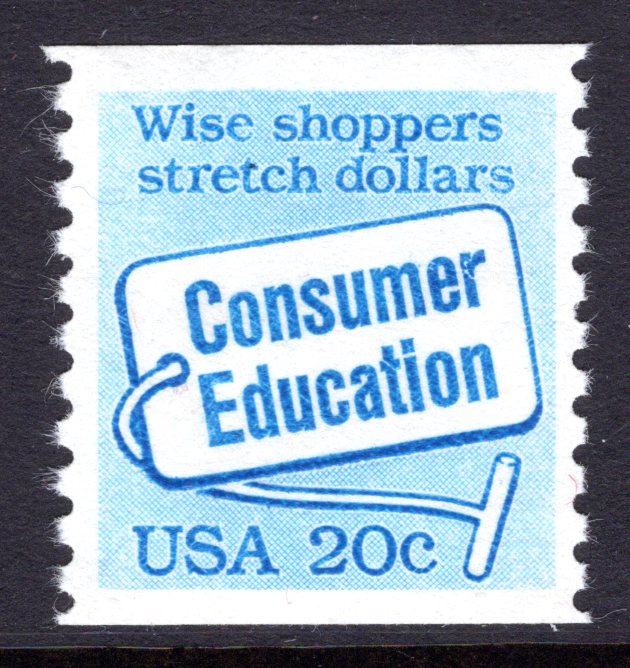 Wise shoppers
stretch dollars
Consumer
Education
USA 20c